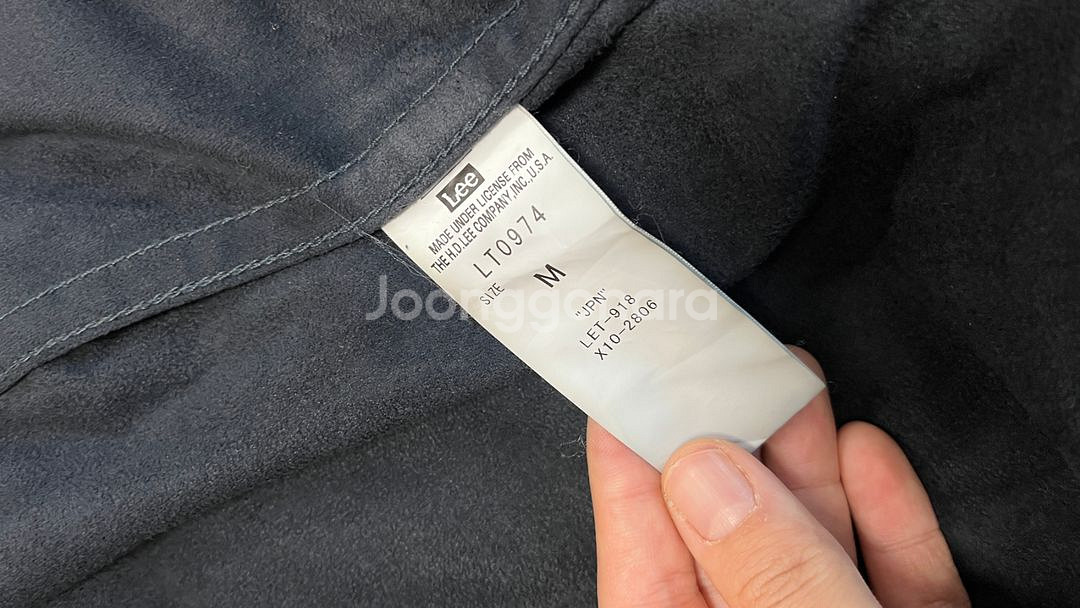 Lee
MADE UNDER LICENSE FROM
THE H.D.LEE COMPANY,INC.,U.S.A.
LT0974
SIZE M
"JPN"
LET-918
X10-2806
Joonggonara